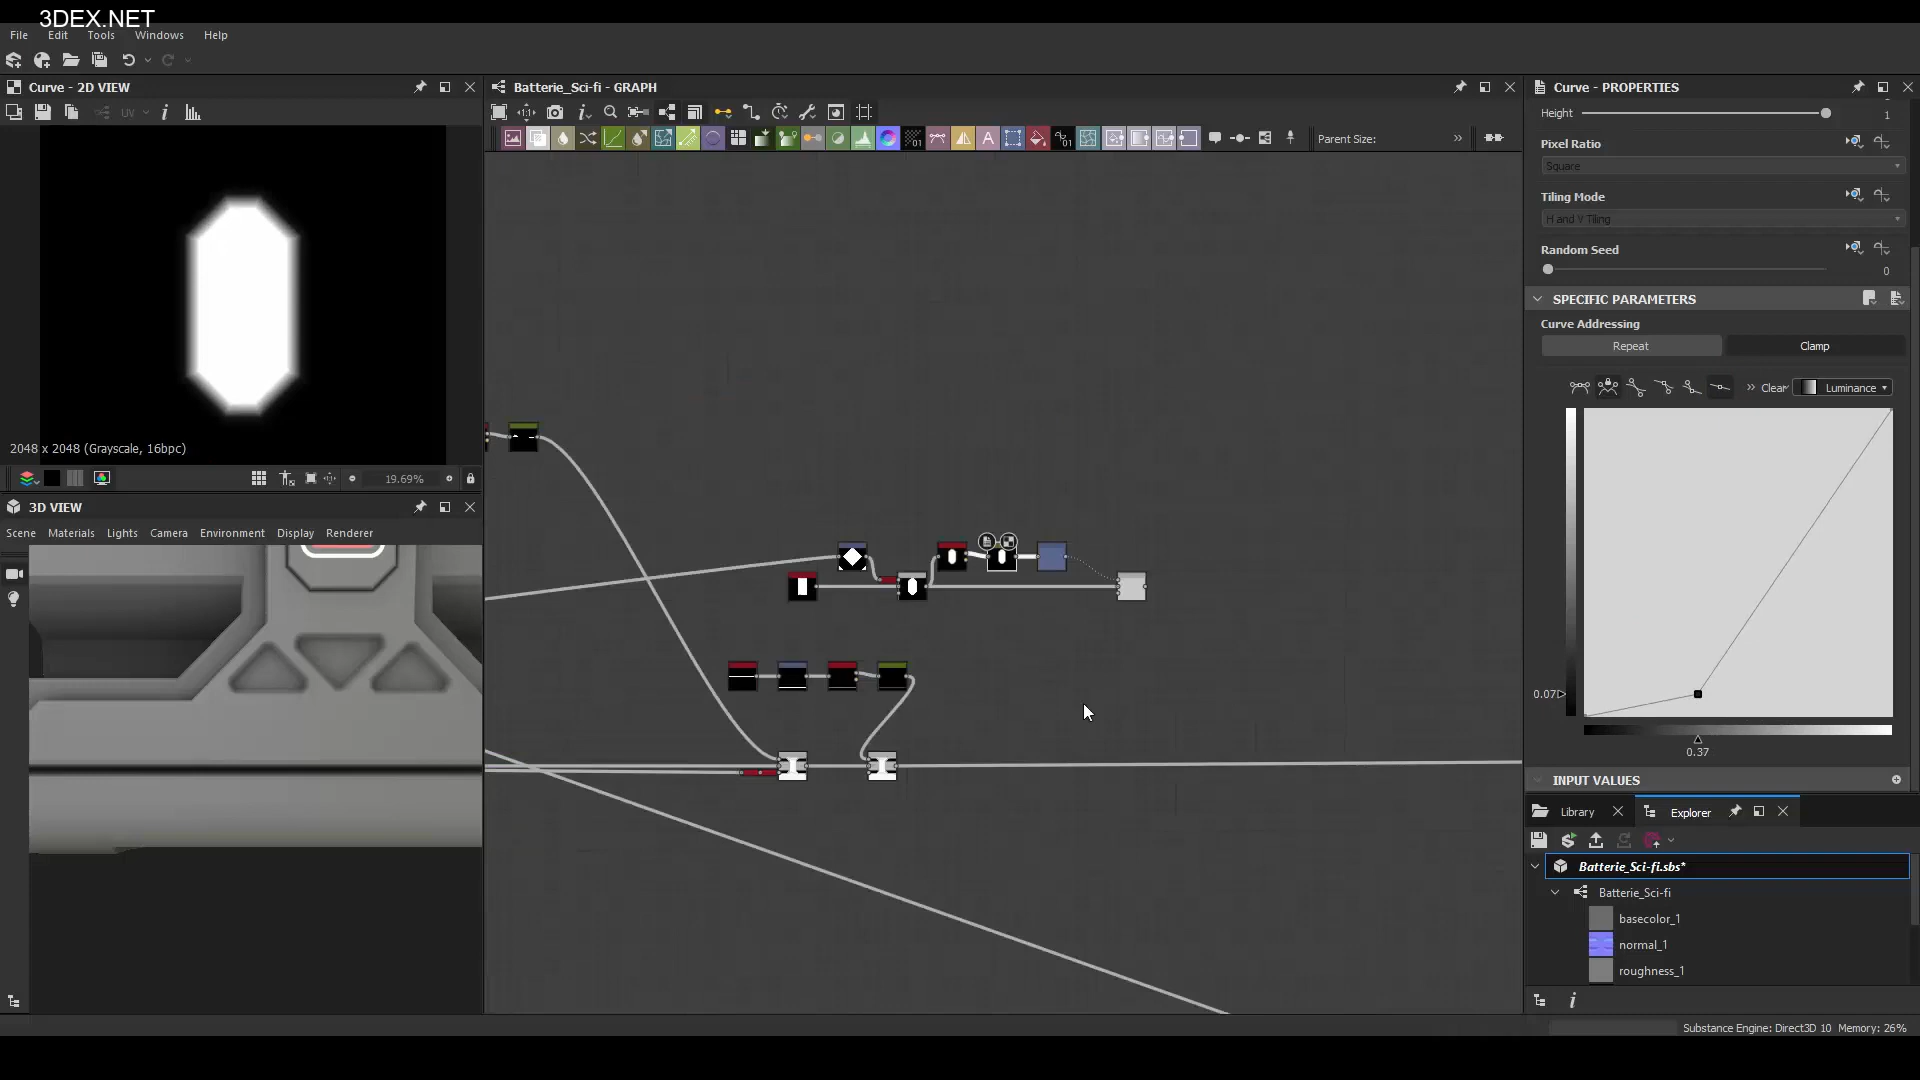 3DEX.NET
File Edit Tools Windows Help
Curve - 2D VIEW
UV
2048 x 2048 (Grayscale, 16bpc)
19.69%
3D VIEW
Scene Materials Lights Camera Environment Display Renderer
Batterie_Sci-fi - GRAPH
Parent Size:
Curve - PROPERTIES
Height
1
Pixel Ratio
Square
Tiling Mode
H and V Tiling
Random Seed
0
SPECIFIC PARAMETERS
Curve Addressing
Repeat Clamp
Clear Luminance
0.07
0.37
INPUT VALUES
Library Explorer
Batterie_Sci-fi.sbs*
Batterie_Sci-fi
basecolor_1
normal_1
roughness_1
Substance Engine: Direct3D 10 Memory: 26%